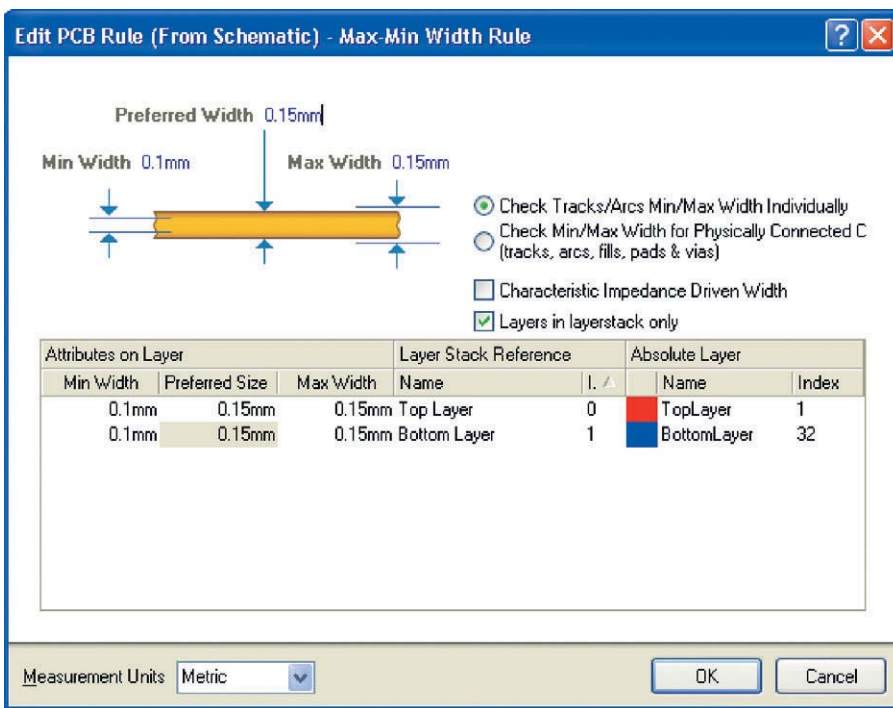 Edit PCB Rule (From Schematic) - Max-Min Width Rule
Preferred Width 0.15mm
Min Width 0.1mm
Max Width 0.15mm
Check Tracks/Arcs Min/Max Width Individually
Check Min/Max Width for Physically Connected C
(tracks, arcs, fills, pads & vias)
Characteristic Impedance Driven Width
Layers in layerstack only
Attributes on Layer Layer Stack Reference Absolute Layer
Min Width Preferred Size Max Width Name I. Name Index
0.1mm 0.15mm 0.15mm Top Layer 0 TopLayer 1
0.1mm 0.15mm 0.15mm Bottom Layer 1 BottomLayer 32
Measurement Units Metric OK Cancel